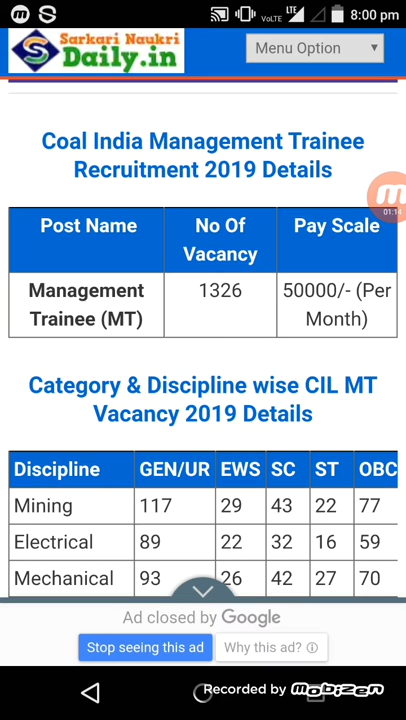 VoLTE LTE 8:00 pm
Sarkari Naukri
Daily.in
Menu Option
Coal India Management Trainee
Recruitment 2019 Details
01:14
Post Name No Of Vacancy Pay Scale
Management Trainee (MT) 1326 50000/- (Per Month)
Category & Discipline wise CIL MT
Vacancy 2019 Details
Discipline GEN/UR EWS SC ST OBC
Mining 117 29 43 22 77
Electrical 89 22 32 16 59
Mechanical 93 26 42 27 70
Ad closed by Google
Stop seeing this ad Why this ad?
Recorded by MOBIZEN